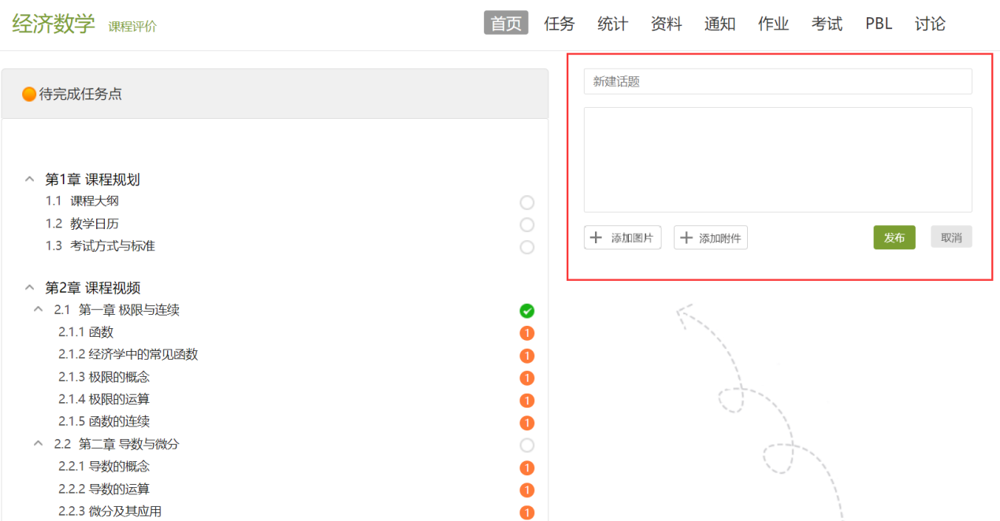 经济数学 课程评价 首页 任务 统计 资料 通知 作业 考试 PBL 讨论
待完成任务点
第1章 课程规划
1.1 课程大纲
1.2 教学日历
1.3 考试方式与标准
第2章 课程视频
2.1 第一章 极限与连续
2.1.1 函数 1
2.1.2 经济学中的常见函数 1
2.1.3 极限的概念 1
2.1.4 极限的运算 1
2.1.5 函数的连续 1
2.2 第二章 导数与微分
2.2.1 导数的概念 1
2.2.2 导数的运算 1
2.2.3 微分及其应用 1
新建话题
添加图片 添加附件 发布 取消